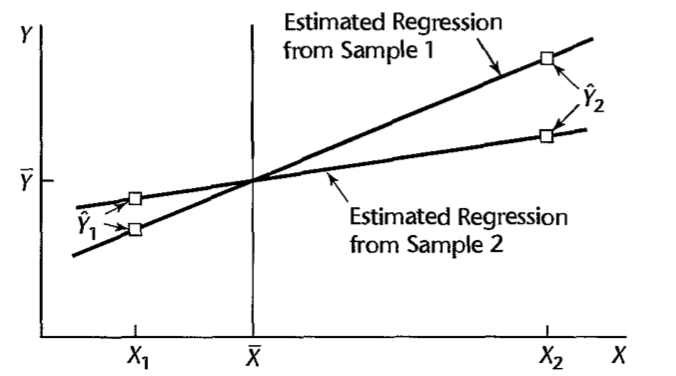 Y
Estimated Regression
from Sample 1
Ŷ₂
Ȳ
Ŷ₁
Estimated Regression
from Sample 2
X₁
X̄
X₂
X